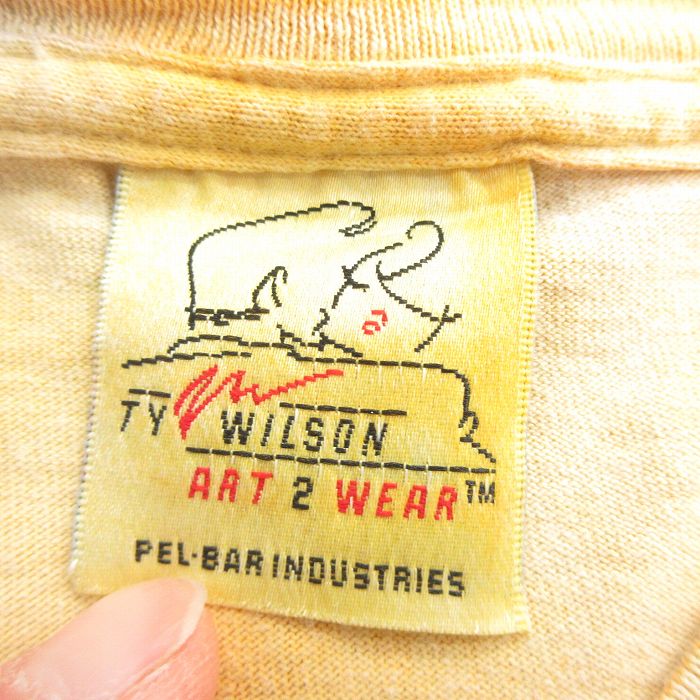 TY WILSON
ART 2 WEAR™
PEL-BAR INDUSTRIES